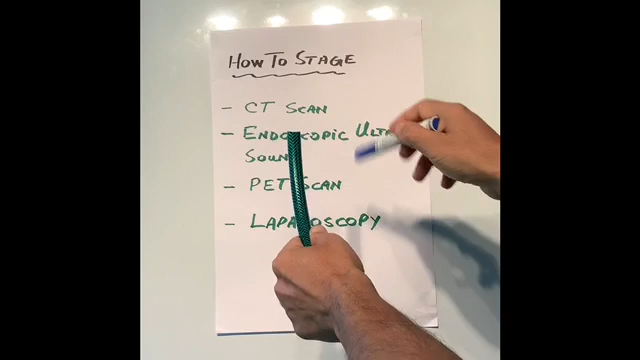 HOW TO STAGE
- CT SCAN
- ENDOSCOPIC
- PET SCAN
- LAPAROSCOPY